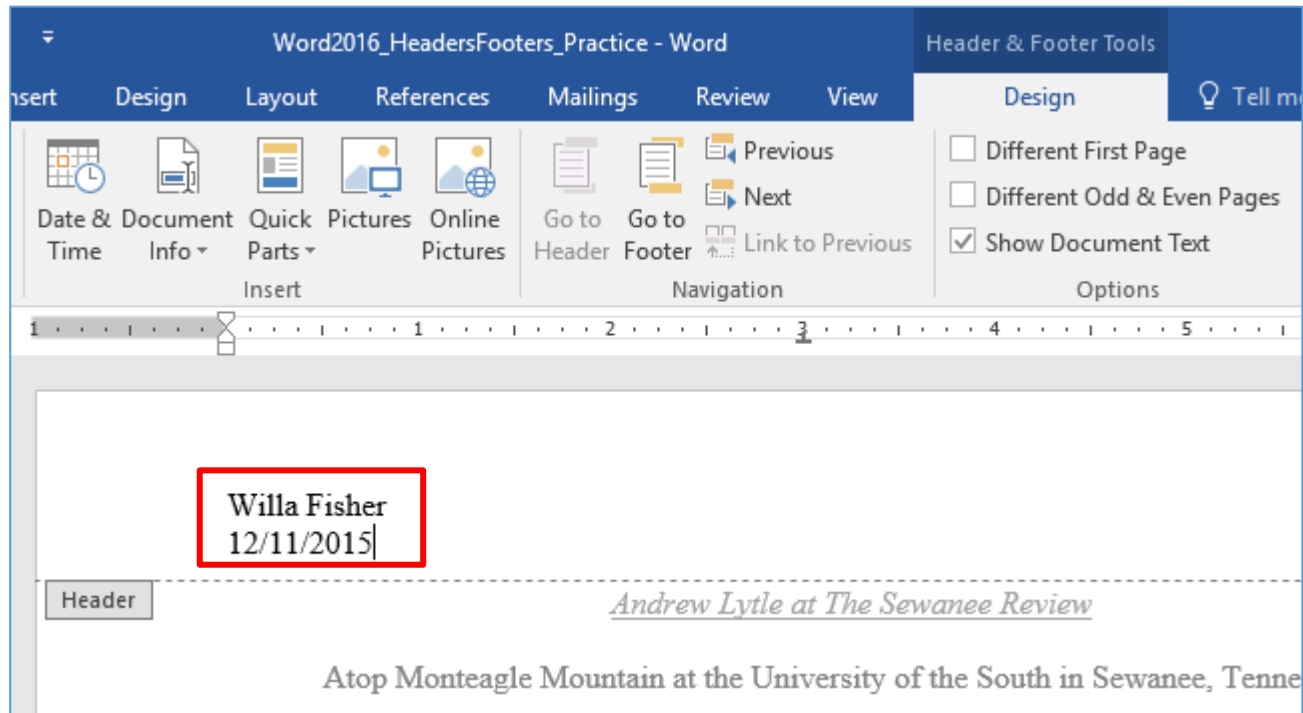 Word2016_HeadersFooters_Practice - Word
Header & Footer Tools
nsert Design Layout References Mailings Review View Design Tell m
Date & Time
Document Info
Quick Parts
Pictures
Online Pictures
Insert
Go to Header
Go to Footer
Previous
Next
Link to Previous
Navigation
Different First Page
Different Odd & Even Pages
Show Document Text
Options
1 1 2 3 4 5
Willa Fisher
12/11/2015
Header
Andrew Lytle at The Sewanee Review
Atop Monteagle Mountain at the University of the South in Sewanee, Tenne